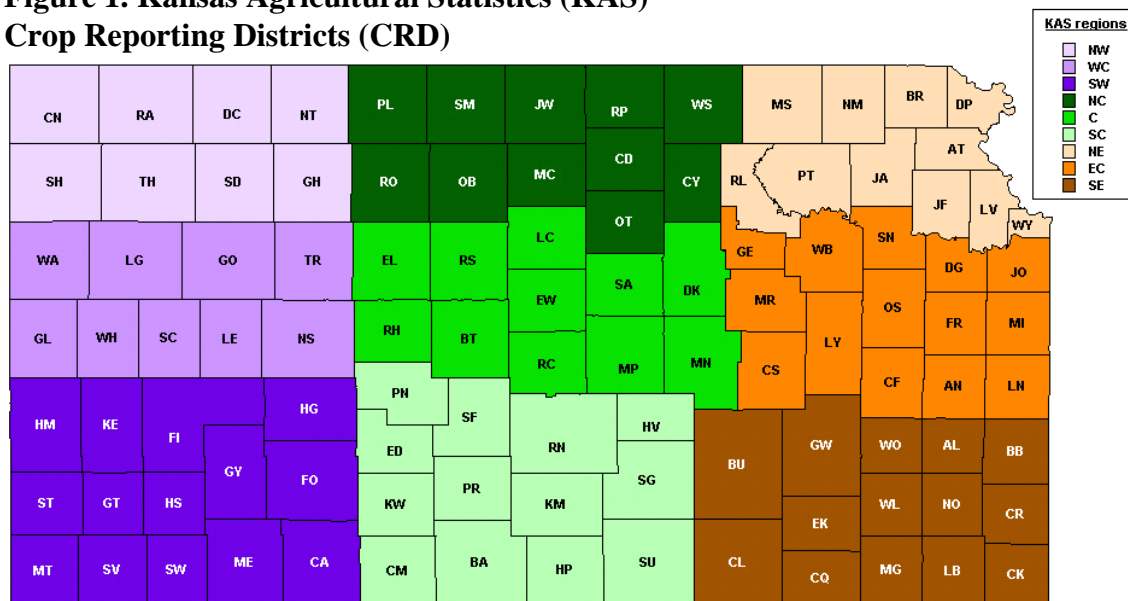 Figure 1. Kansas Agricultural Statistics (KAS)
Crop Reporting Districts (CRD)
KAS regions
NW
WC
SW
NC
C
SC
NE
EC
SE
CN RA DC NT PL SM JW RP WS MS NM BR DP
SH TH SD GH RO OB MC CD CY RL PT JA AT
OT JF LV WY
WA LG GO TR EL RS LC SA DK GE WB SN DG JO
GL WH SC LE NS RH BT EW RC MP MN MR CS LY OS FR MI
CF AN LN
HM KE FI HG PN SF RN HV BU GW WO AL BB
ST GT HS GY FO ED KW PR KM SG EK WL NO CR
MT SV SW ME CA CM BA HP SU CL CQ MG LB CK